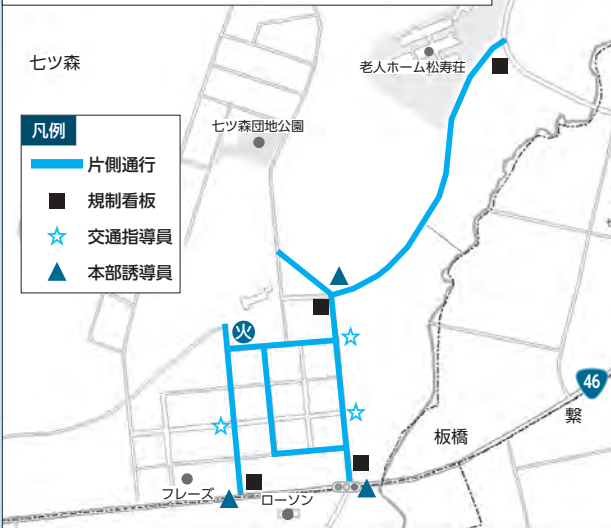 七ツ森
老人ホーム松寿荘
七ツ森団地公園
凡例
片側通行
規制看板
交通指導員
本部誘導員
火
46
繋
板橋
フレーズ
ローソン